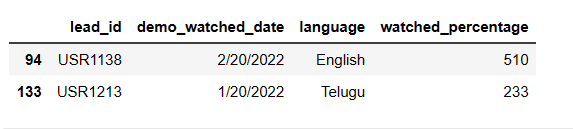 lead_id demo_watched_date language watched_percentage
94 USR1138 2/20/2022 English 510
133 USR1213 1/20/2022 Telugu 233